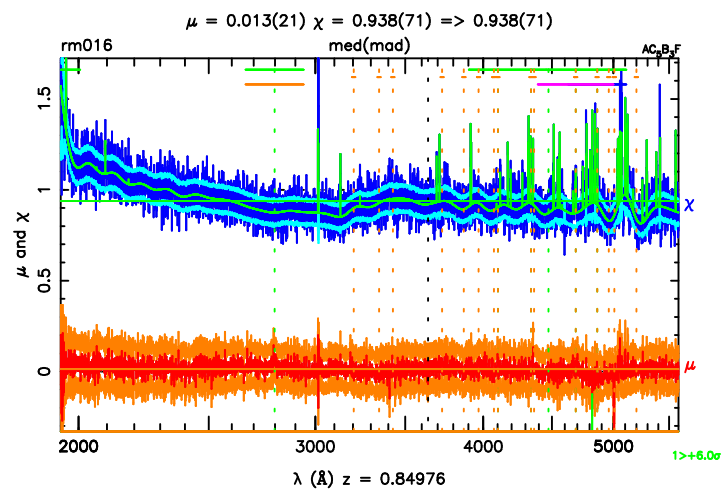 μ = 0.013(21) χ = 0.938(71) => 0.938(71)
rm016 med(mad) AC5B3F
1.5
1
0.5
0
μ and χ
χ
μ
2000 3000 4000 5000
1>+6.0σ
λ (Å) z = 0.84976